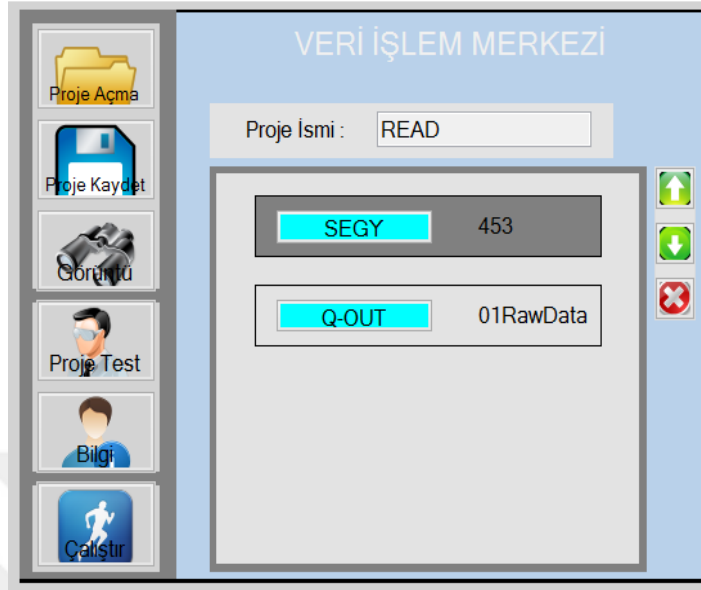 VERİ İŞLEM MERKEZİ
Proje Açma
Proje Kaydet
Görüntü
Proje Test
Bilgi
Çalıştır
Proje İsmi : READ
SEGY 453
Q-OUT 01RawData